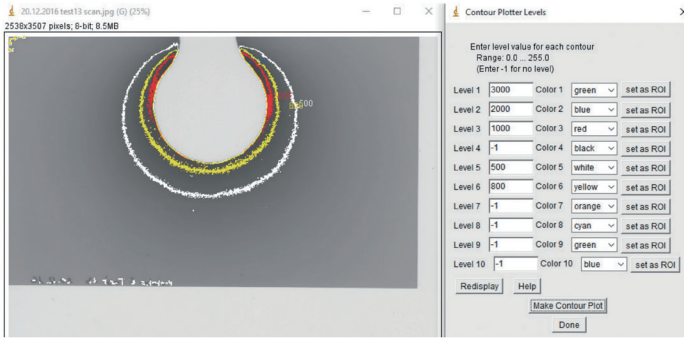 20.12.2016 test13 scan.jpg (G) (25%)
2538x3507 pixels; 8-bit; 8.5MB
500
Contour Plotter Levels
Enter level value for each contour
Range: 0.0 ... 255.0
(Enter -1 for no level)
Level 1 3000 Color 1 green set as ROI
Level 2 2000 Color 2 blue set as ROI
Level 3 1000 Color 3 red set as ROI
Level 4 -1 Color 4 black set as ROI
Level 5 500 Color 5 white set as ROI
Level 6 800 Color 6 yellow set as ROI
Level 7 -1 Color 7 orange set as ROI
Level 8 -1 Color 8 cyan set as ROI
Level 9 -1 Color 9 green set as ROI
Level 10 -1 Color 10 blue set as ROI
Redisplay Help
Make Contour Plot
Done